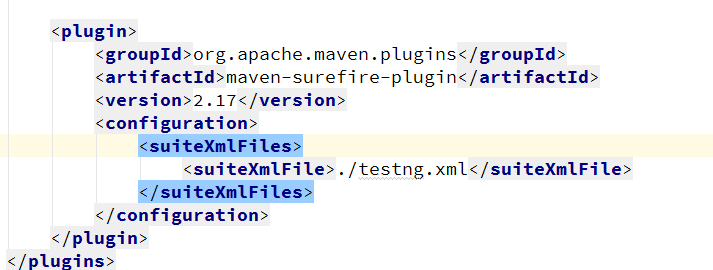 <plugin>
<groupId>org.apache.maven.plugins</groupId>
<artifactId>maven-surefire-plugin</artifactId>
<version>2.17</version>
<configuration>
<suiteXmlFiles>
<suiteXmlFile>./testng.xml</suiteXmlFile>
</suiteXmlFiles>
</configuration>
</plugin>
</plugins>